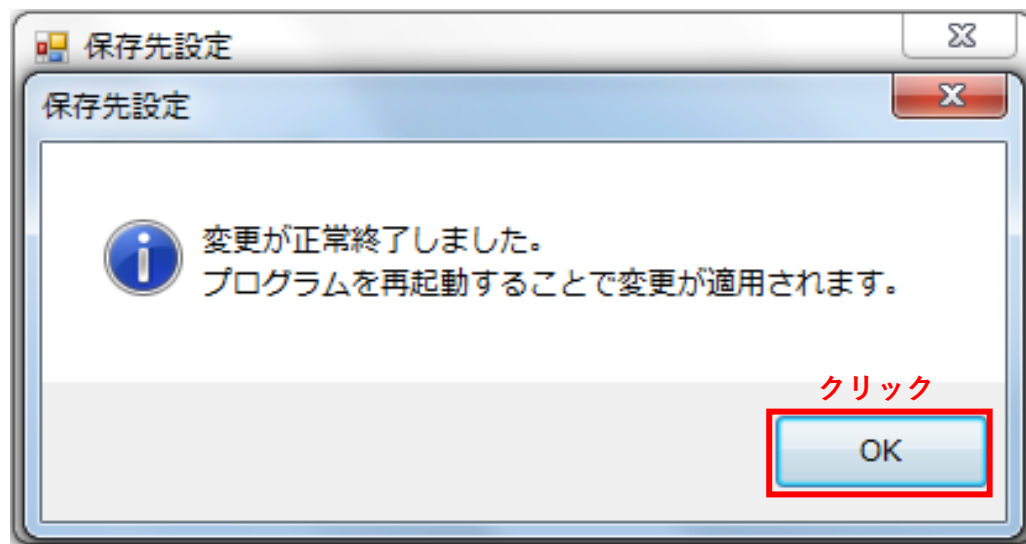 保存先設定
保存先設定
変更が正常終了しました。
プログラムを再起動することで変更が適用されます。
クリック
OK